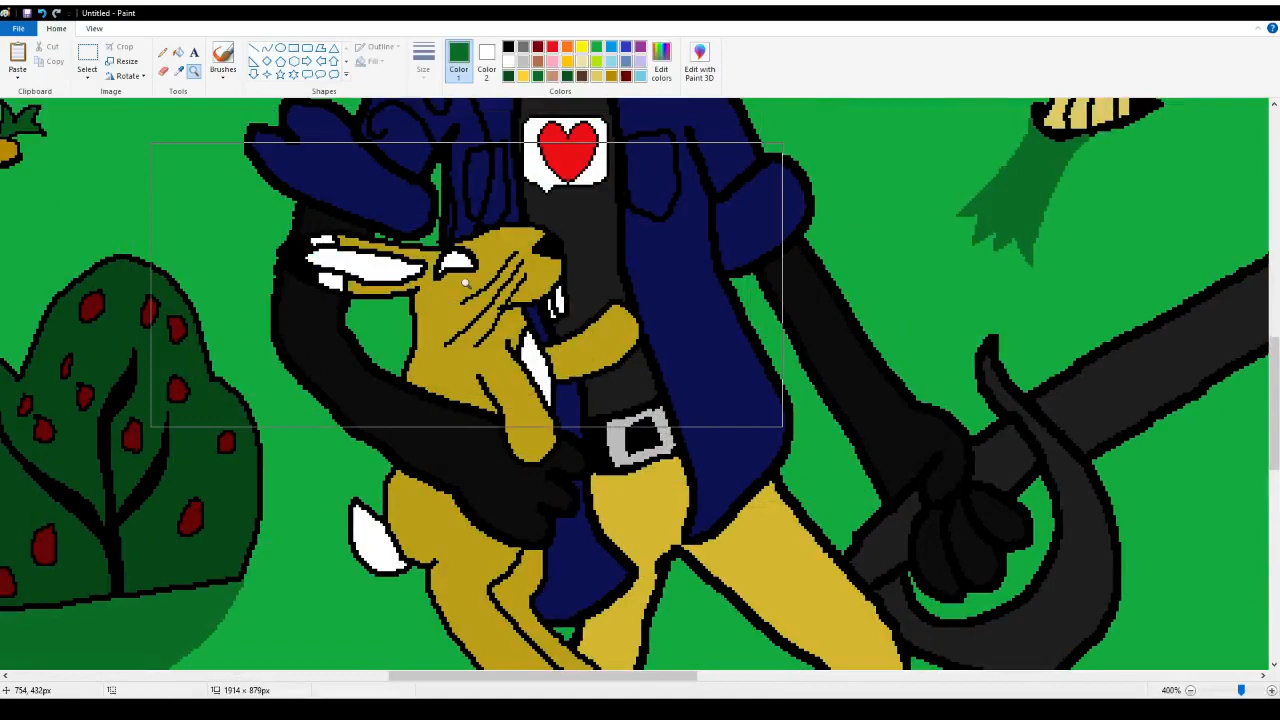 Untitled - Paint
File Home View
Paste Cut Copy Clipboard
Select Crop Resize Rotate Image
Tools
Brushes
Outline Fill Shapes
Size
Color 1 Color 2 Edit colors Colors
Edit with Paint 3D
754, 432px 1914 × 879px 400%